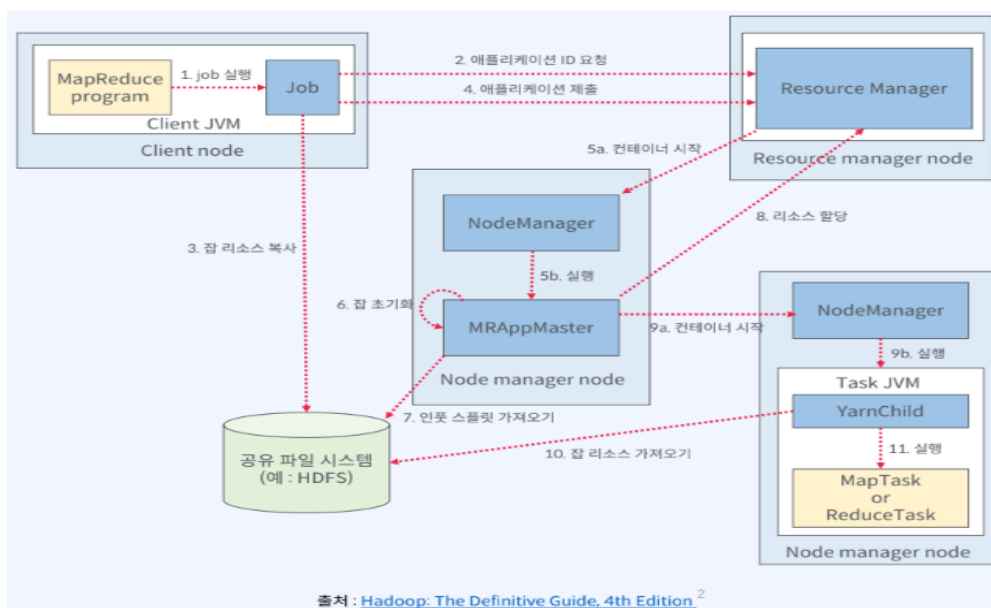 MapReduce
program
1. job 실행
Job
Client JVM
Client node
2. 애플리케이션 ID 요청
4. 애플리케이션 제출
Resource Manager
Resource manager node
5a. 컨테이너 시작
3. 잡 리소스 복사
NodeManager
5b. 실행
6. 잡 초기화
MRAppMaster
Node manager node
8. 리소스 할당
9a. 컨테이너 시작
NodeManager
9b. 실행
Task JVM
YarnChild
11. 실행
MapTask
or
ReduceTask
Node manager node
7. 인풋 스플릿 가져오기
10. 잡 리소스 가져오기
공유 파일 시스템
(예 : HDFS)
출처 : Hadoop: The Definitive Guide, 4th Edition 2